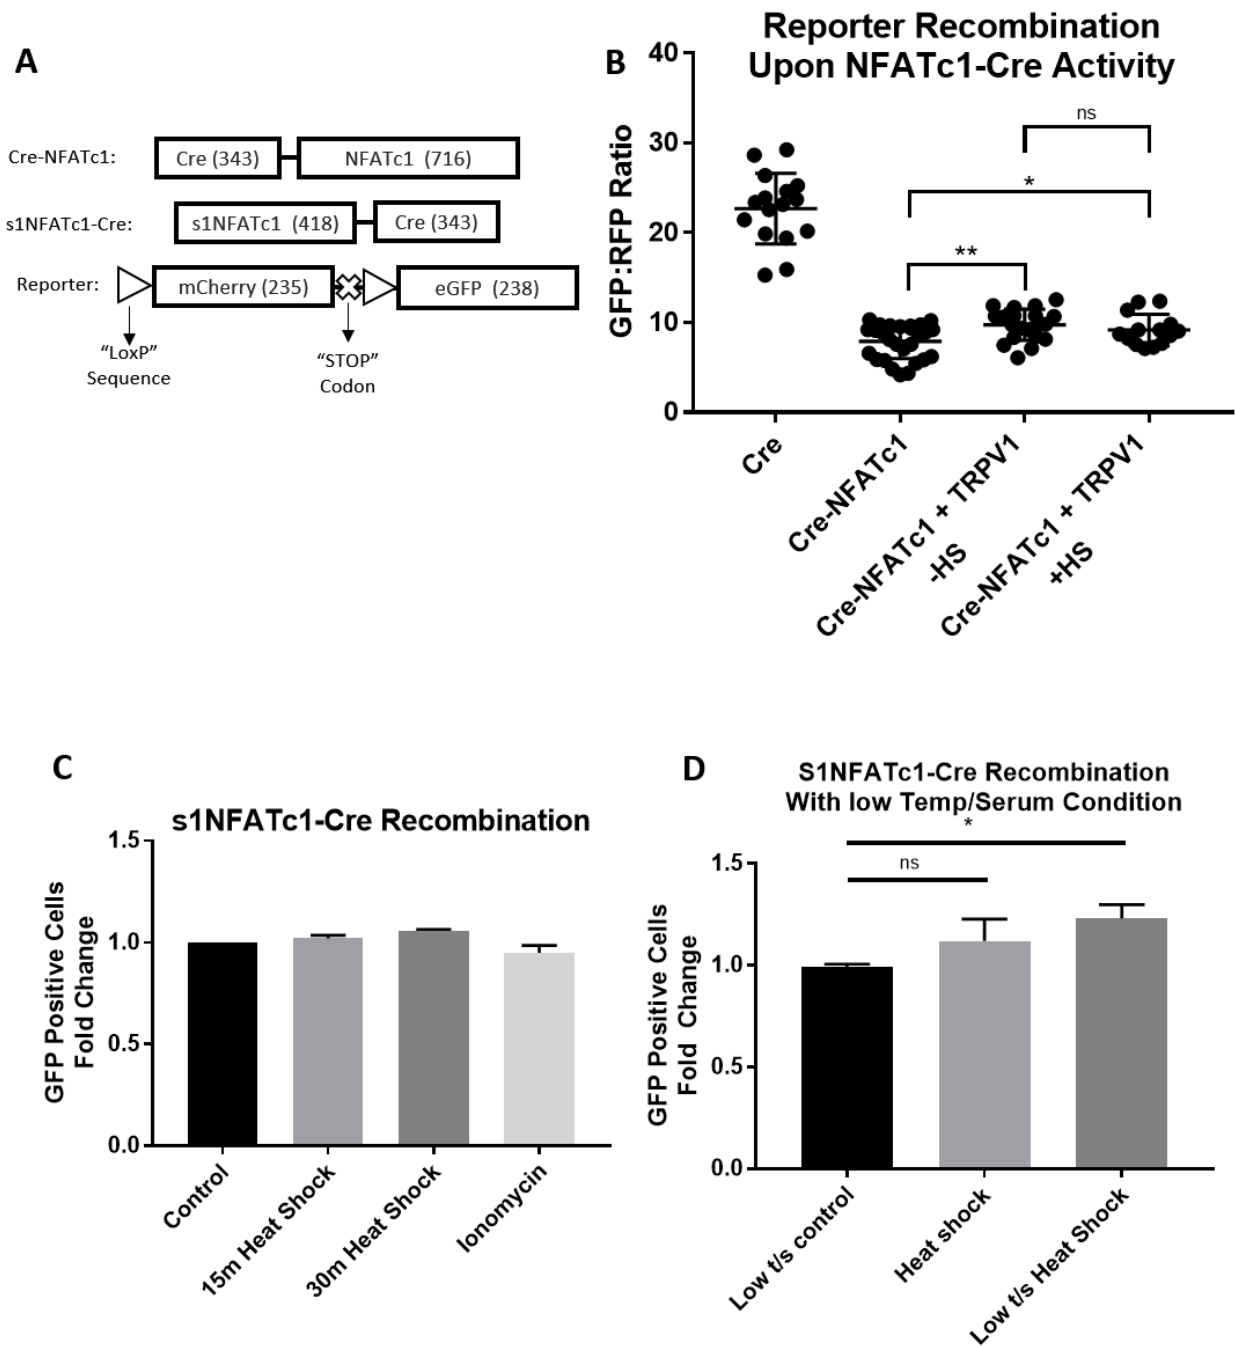 A
Cre-NFATc1:
Cre (343)
NFATc1 (716)
s1NFATc1-Cre:
s1NFATc1 (418)
Cre (343)
Reporter:
mCherry (235)
eGFP (238)
“LoxP”
Sequence
“STOP”
Codon
B
Reporter Recombination
Upon NFATc1-Cre Activity
GFP:RFP Ratio
40
30
20
10
0
ns
*
**
Cre
Cre-NFATc1
Cre-NFATc1 + TRPV1
-HS
Cre-NFATc1 + TRPV1
+HS
C
s1NFATc1-Cre Recombination
GFP Positive Cells
Fold Change
1.5
1.0
0.5
0.0
Control
15m Heat Shock
30m Heat Shock
Ionomycin
D
S1NFATc1-Cre Recombination
With low Temp/Serum Condition
*
ns
GFP Positive Cells
Fold Change
1.5
1.0
0.5
0.0
Low t/s control
Heat shock
Low t/s Heat Shock